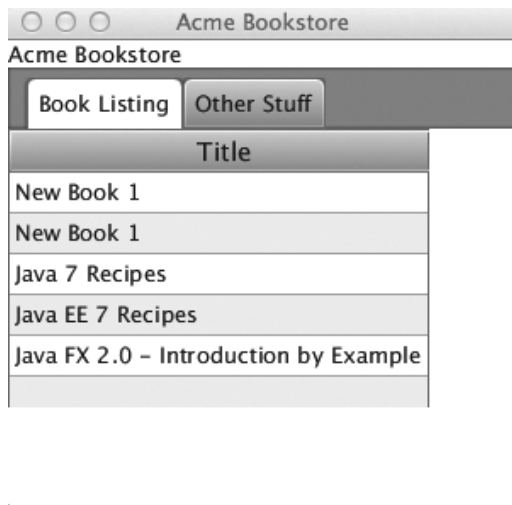 Acme Bookstore
Acme Bookstore
Book Listing Other Stuff
Title
New Book 1
New Book 1
Java 7 Recipes
Java EE 7 Recipes
Java FX 2.0 – Introduction by Example